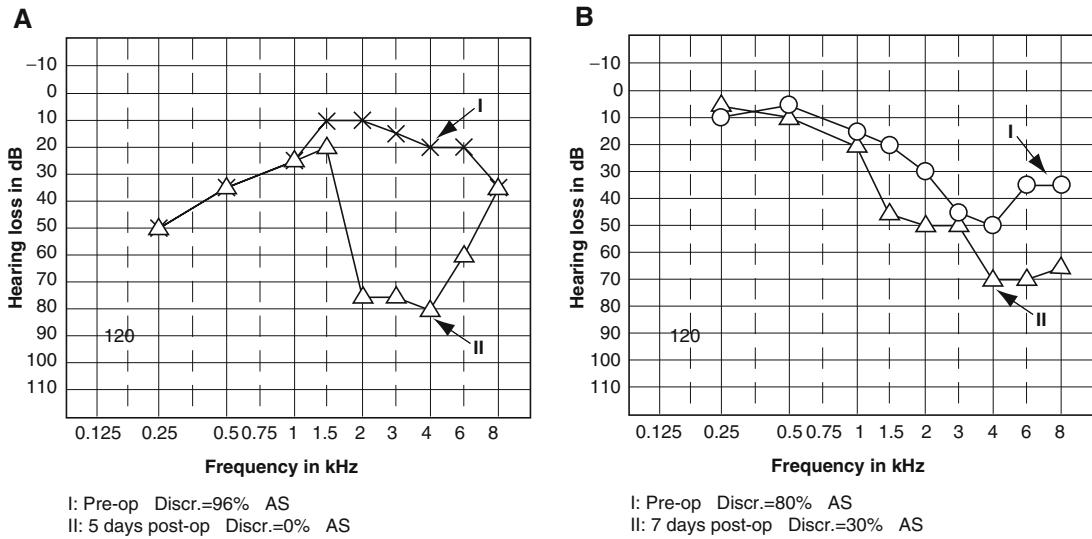 A
–10
0
10
20
30
40
50
60
70
80
90
100
110
Hearing loss in dB
I
II
120
0.125 0.25 0.5 0.75 1 1.5 2 3 4 6 8
Frequency in kHz
I: Pre-op Discr.=96% AS
II: 5 days post-op Discr.=0% AS
B
–10
0
10
20
30
40
50
60
70
80
90
100
110
Hearing loss in dB
I
II
120
0.125 0.25 0.5 0.75 1 1.5 2 3 4 6 8
Frequency in kHz
I: Pre-op Discr.=80% AS
II: 7 days post-op Discr.=30% AS